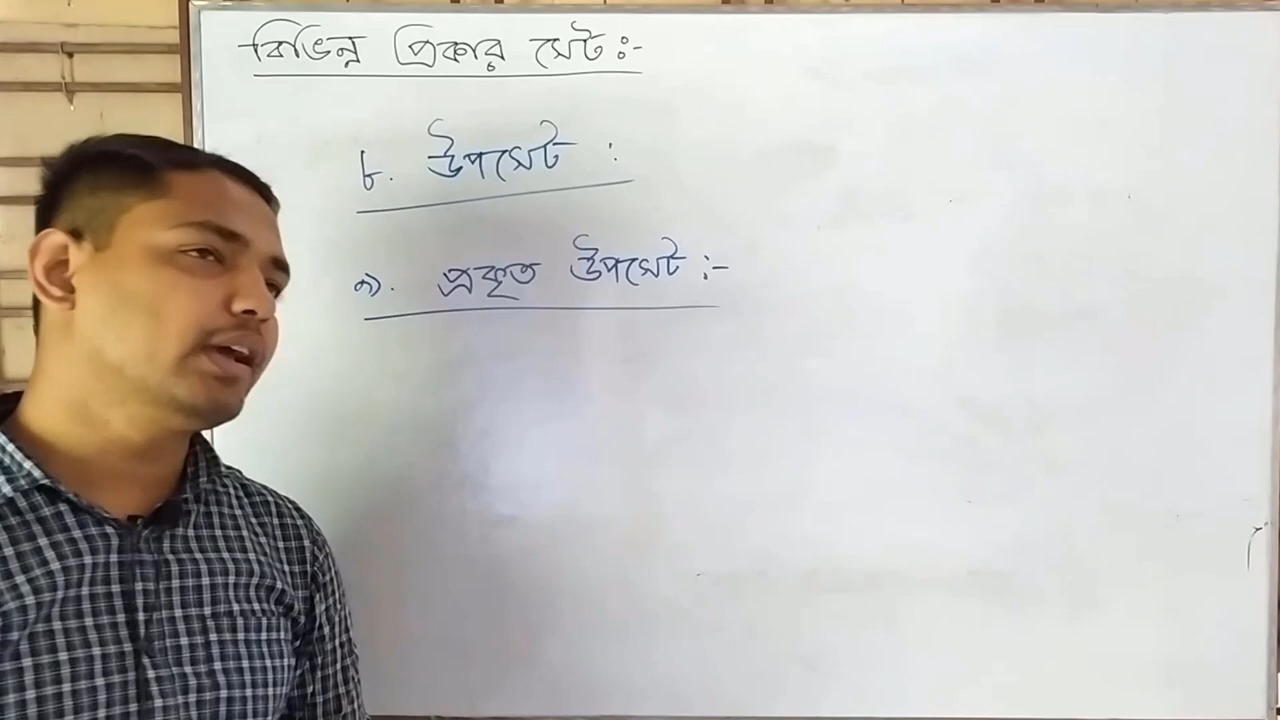 বিভিন্ন প্রকার সেট ঃ-
৮. উপসেট :
৯. প্রকৃত উপসেট :-